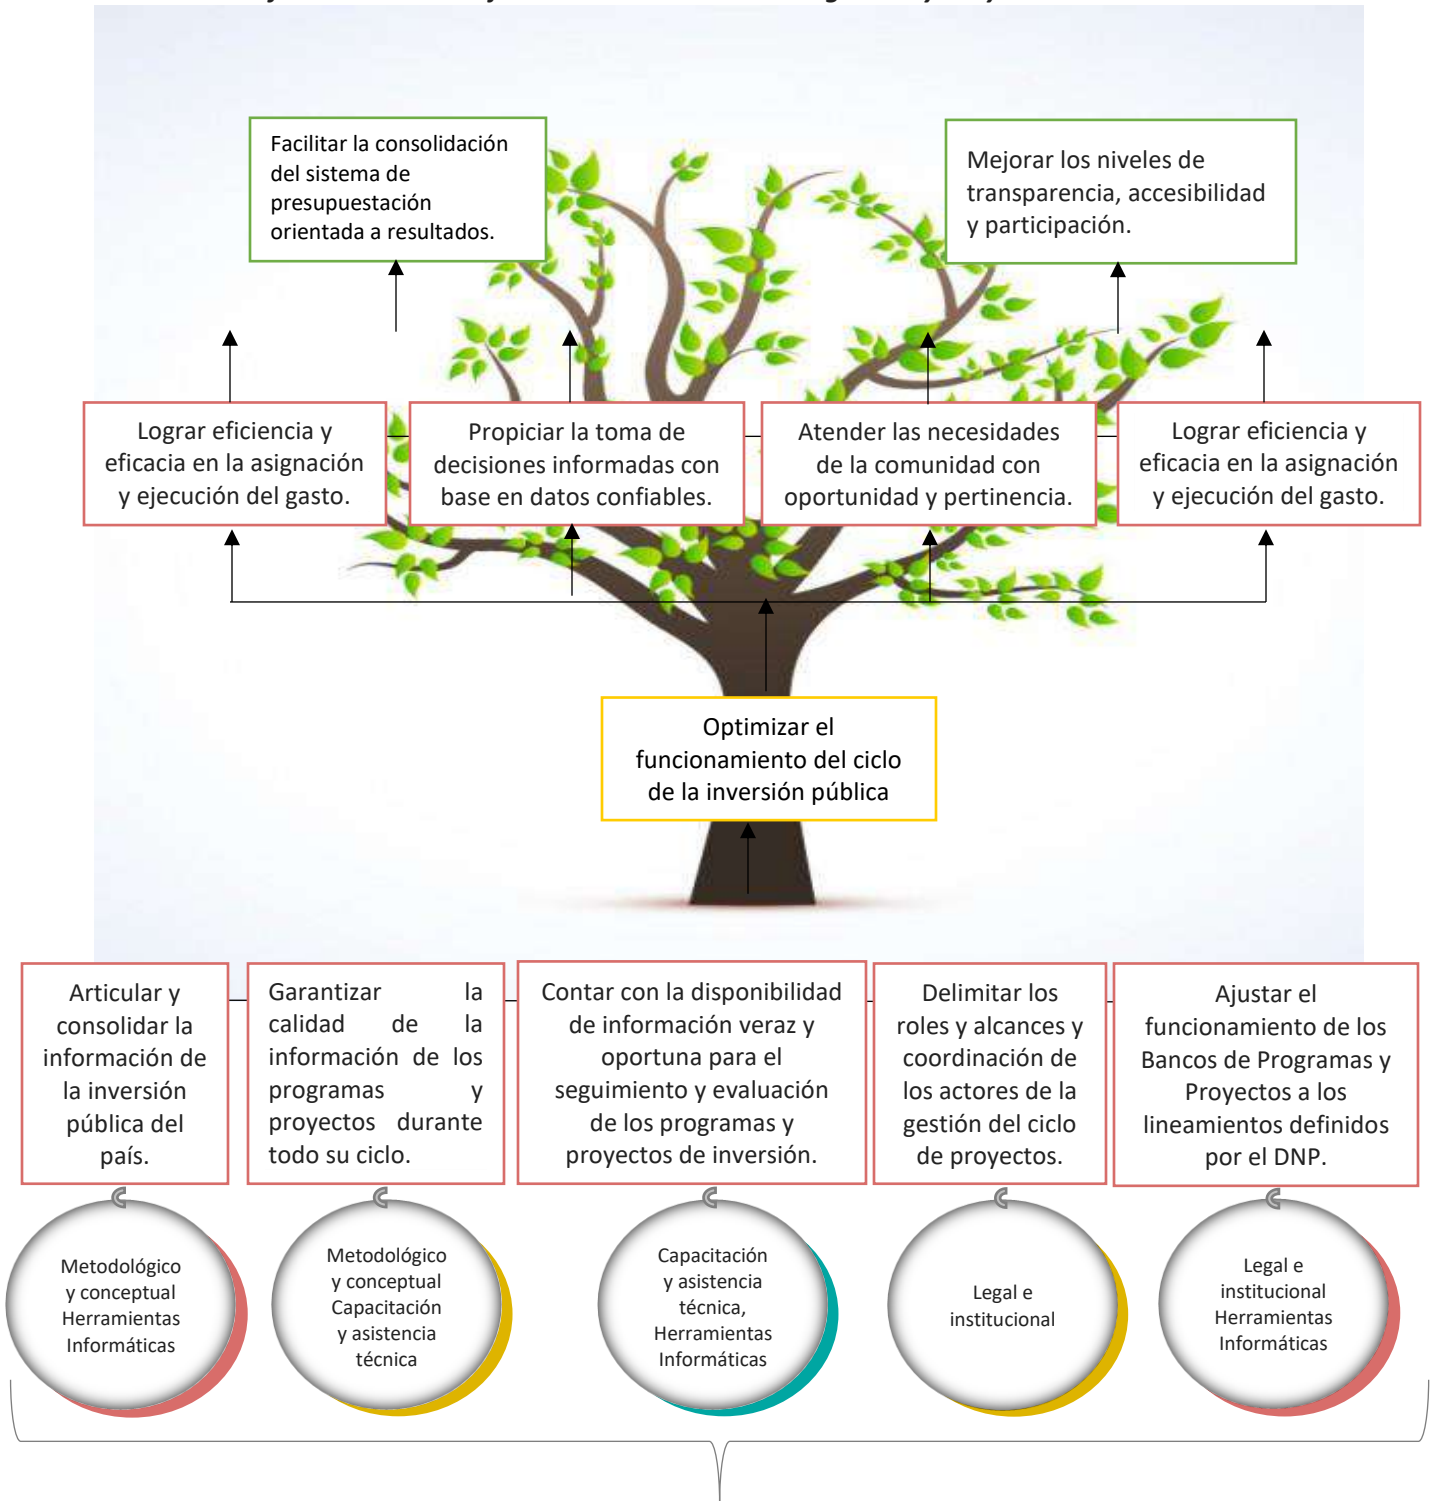 Facilitar la consolidación
del sistema de
presupuestación
orientada a resultados.
Mejorar los niveles de
transparencia, accesibilidad
y participación.
Lograr eficiencia y
eficacia en la asignación
y ejecución del gasto.
Propiciar la toma de
decisiones informadas con
base en datos confiables.
Atender las necesidades
de la comunidad con
oportunidad y pertinencia.
Lograr eficiencia y
eficacia en la asignación
y ejecución del gasto.
Optimizar el
funcionamiento del ciclo
de la inversión pública
Articular y
consolidar la
información de
la inversión
pública del
país.
Garantizar la
calidad de la
información de los
programas y
proyectos durante
todo su ciclo.
Contar con la disponibilidad
de información veraz y
oportuna para el
seguimiento y evaluación
de los programas y
proyectos de inversión.
Delimitar los
roles y alcances y
coordinación de
los actores de la
gestión del ciclo
de proyectos.
Ajustar el
funcionamiento de los
Bancos de Programas y
Proyectos a los
lineamientos definidos
por el DNP.
Metodológico
y conceptual
Herramientas
Informáticas
Metodológico
y conceptual
Capacitación
y asistencia
técnica
Capacitación
y asistencia
técnica,
Herramientas
Informáticas
Legal e
institucional
Legal e
institucional
Herramientas
Informáticas